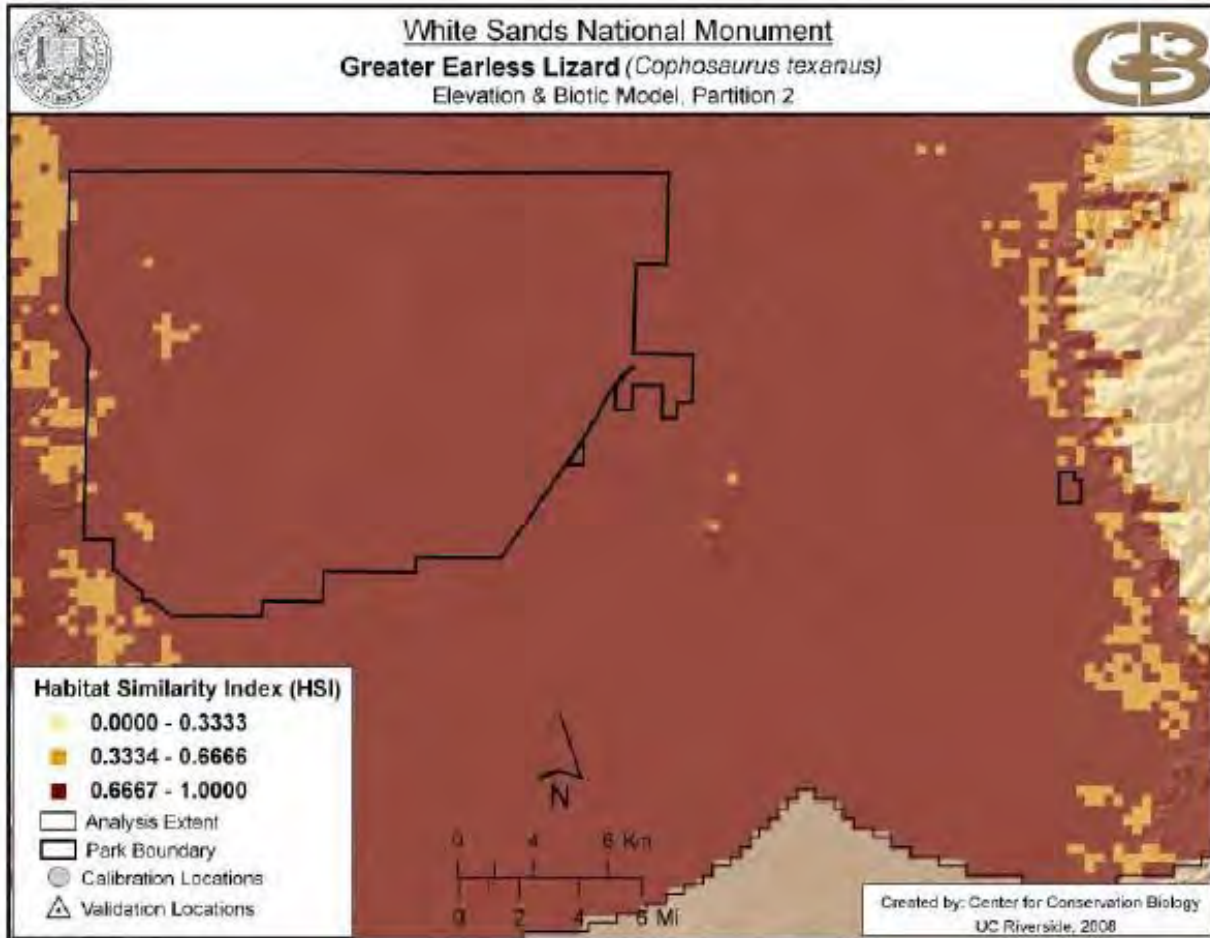 White Sands National Monument
Greater Earless Lizard (Cophosaurus texanus)
Elevation & Biotic Model, Partition 2
Habitat Similarity Index (HSI)
0.0000 - 0.3333
0.3334 - 0.6666
0.6667 - 1.0000
Analysis Extent
Park Boundary
Calibration Locations
Validation Locations
N
0 4 6 Km
0 2 4 6 Mi
Created by: Center for Conservation Biology
UC Riverside, 2008